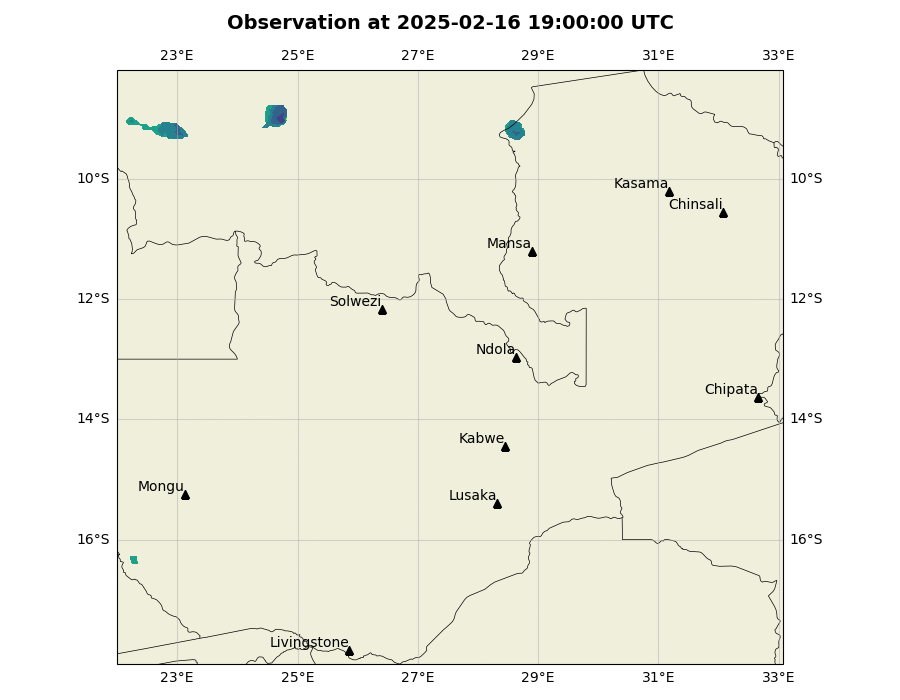 Observation at 2025-02-16 19:00:00 UTC
23°E 25°E 27°E 29°E 31°E 33°E
10°S 10°S
Kasama
Chinsali
Mansa
12°S 12°S
Solwezi
Ndola
Chipata
14°S 14°S
Kabwe
Mongu
Lusaka
16°S 16°S
Livingstone
23°E 25°E 27°E 29°E 31°E 33°E